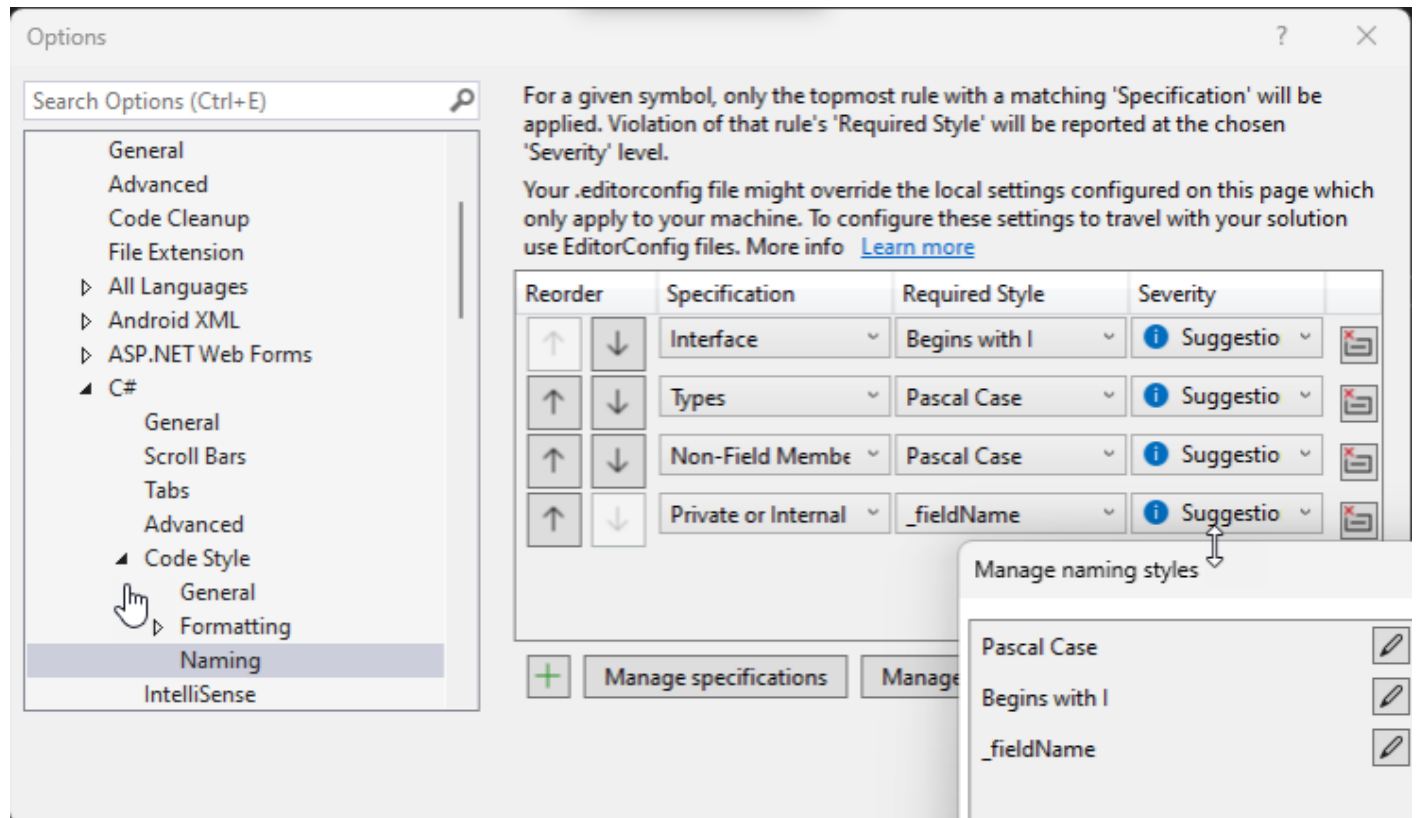 Options
?
Search Options (Ctrl+E)
General
Advanced
Code Cleanup
File Extension
All Languages
Android XML
ASP.NET Web Forms
C#
General
Scroll Bars
Tabs
Advanced
Code Style
General
Formatting
Naming
IntelliSense
For a given symbol, only the topmost rule with a matching 'Specification' will be
applied. Violation of that rule's 'Required Style' will be reported at the chosen
'Severity' level.
Your .editorconfig file might override the local settings configured on this page which
only apply to your machine. To configure these settings to travel with your solution
use EditorConfig files. More info Learn more
Reorder Specification Required Style Severity
Interface Begins with I Suggestio
Types Pascal Case Suggestio
Non-Field Membe Pascal Case Suggestio
Private or Internal _fieldName Suggestio
Manage specifications Manage
Manage naming styles
Pascal Case
Begins with I
_fieldName